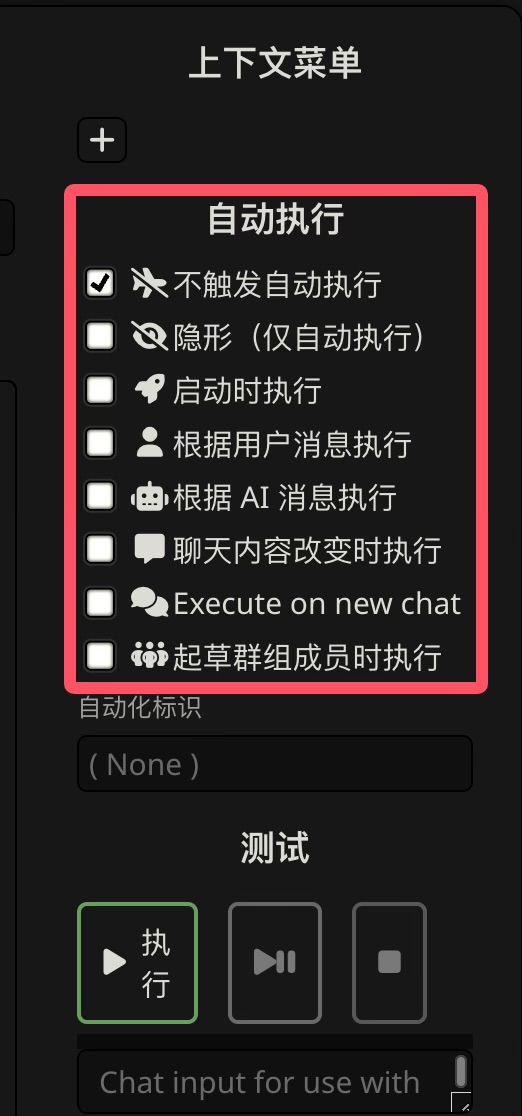 上下文菜单
自动执行
不触发自动执行
隐形（仅自动执行）
启动时执行
根据用户消息执行
根据 AI 消息执行
聊天内容改变时执行
Execute on new chat
起草群组成员时执行
自动化标识
( None )
测试
执
行
Chat input for use with